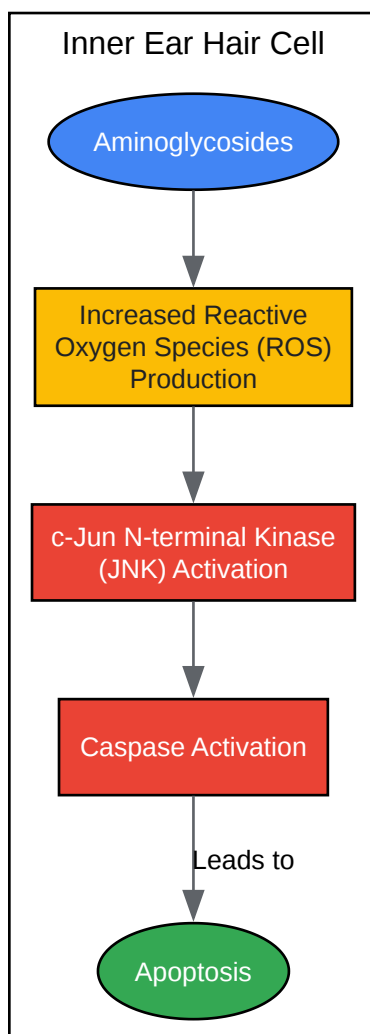 Inner Ear Hair Cell
Aminoglycosides
Increased Reactive
Oxygen Species (ROS)
Production
c-Jun N-terminal Kinase
(JNK) Activation
Caspase Activation
Leads to
Apoptosis